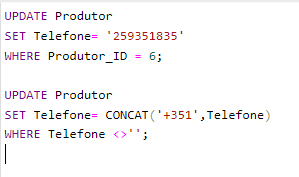 UPDATE Produtor
SET Telefone= '259351835'
WHERE Produtor_ID = 6;
UPDATE Produtor
SET Telefone= CONCAT('+351',Telefone)
WHERE Telefone <>'';